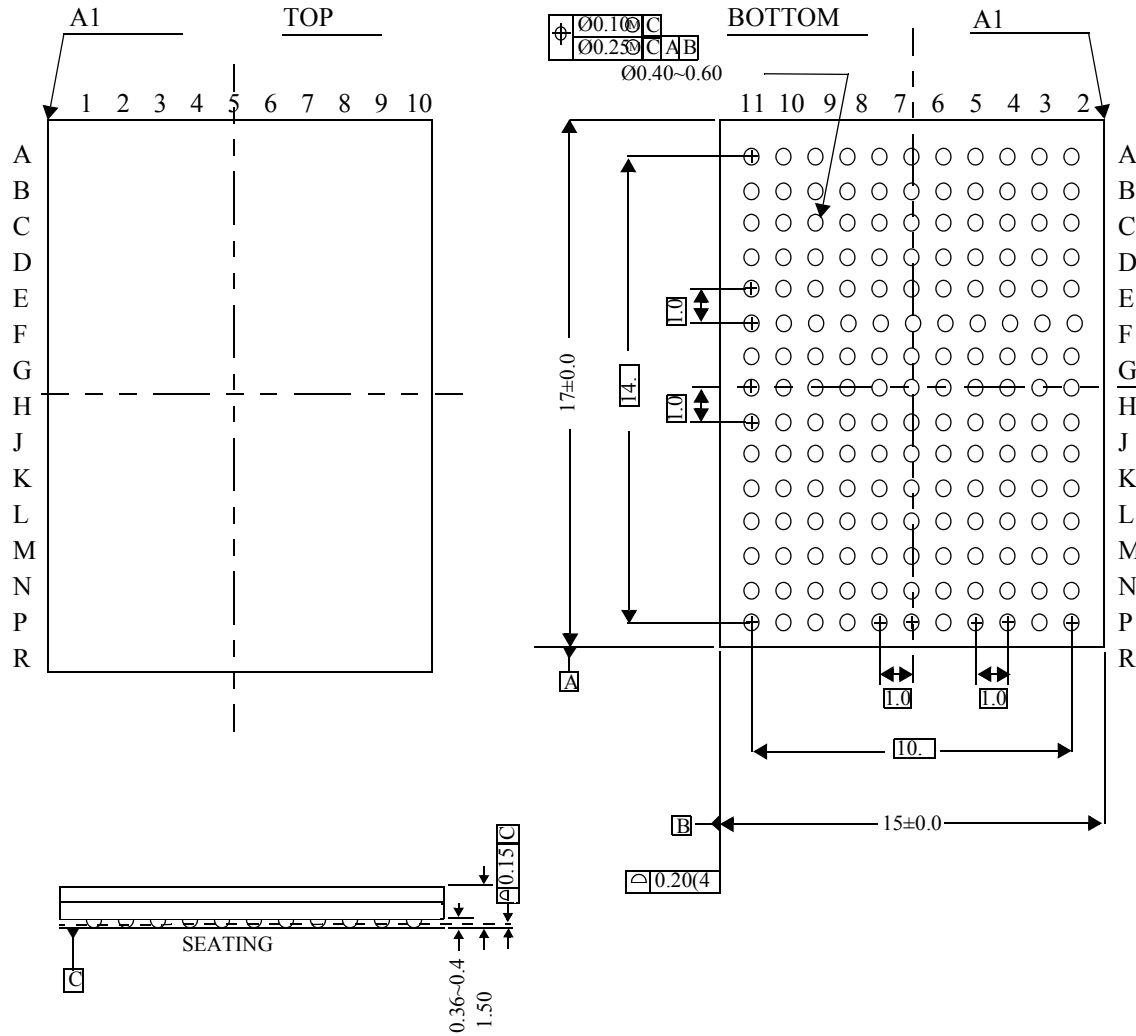 A1 TOP
Ø0.10Ⓜ C
Ø0.25Ⓜ C A B
BOTTOM A1
Ø0.40~0.60
1 2 3 4 5 6 7 8 9 10
11 10 9 8 7 6 5 4 3 2
A
B
C
D
E
F
G
H
J
K
L
M
N
P
R
17±0.0
14.
1.0
1.0
A
B
C
D
E
F
G
H
J
K
L
M
N
P
R
A
1.0 1.0
10.
B
15±0.0
0.20(4
0.15 C
SEATING
C
0.36~0.4
1.50